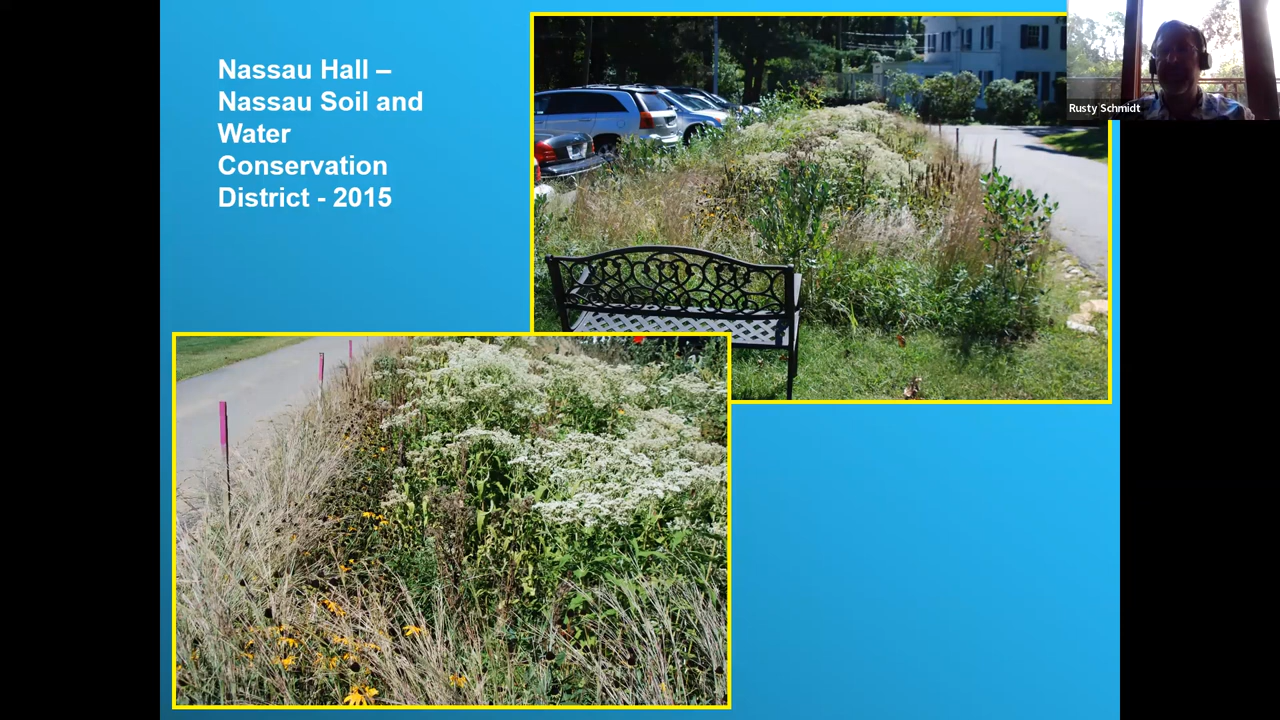 Nassau Hall –
Nassau Soil and
Water
Conservation
District - 2015
Rusty Schmidt